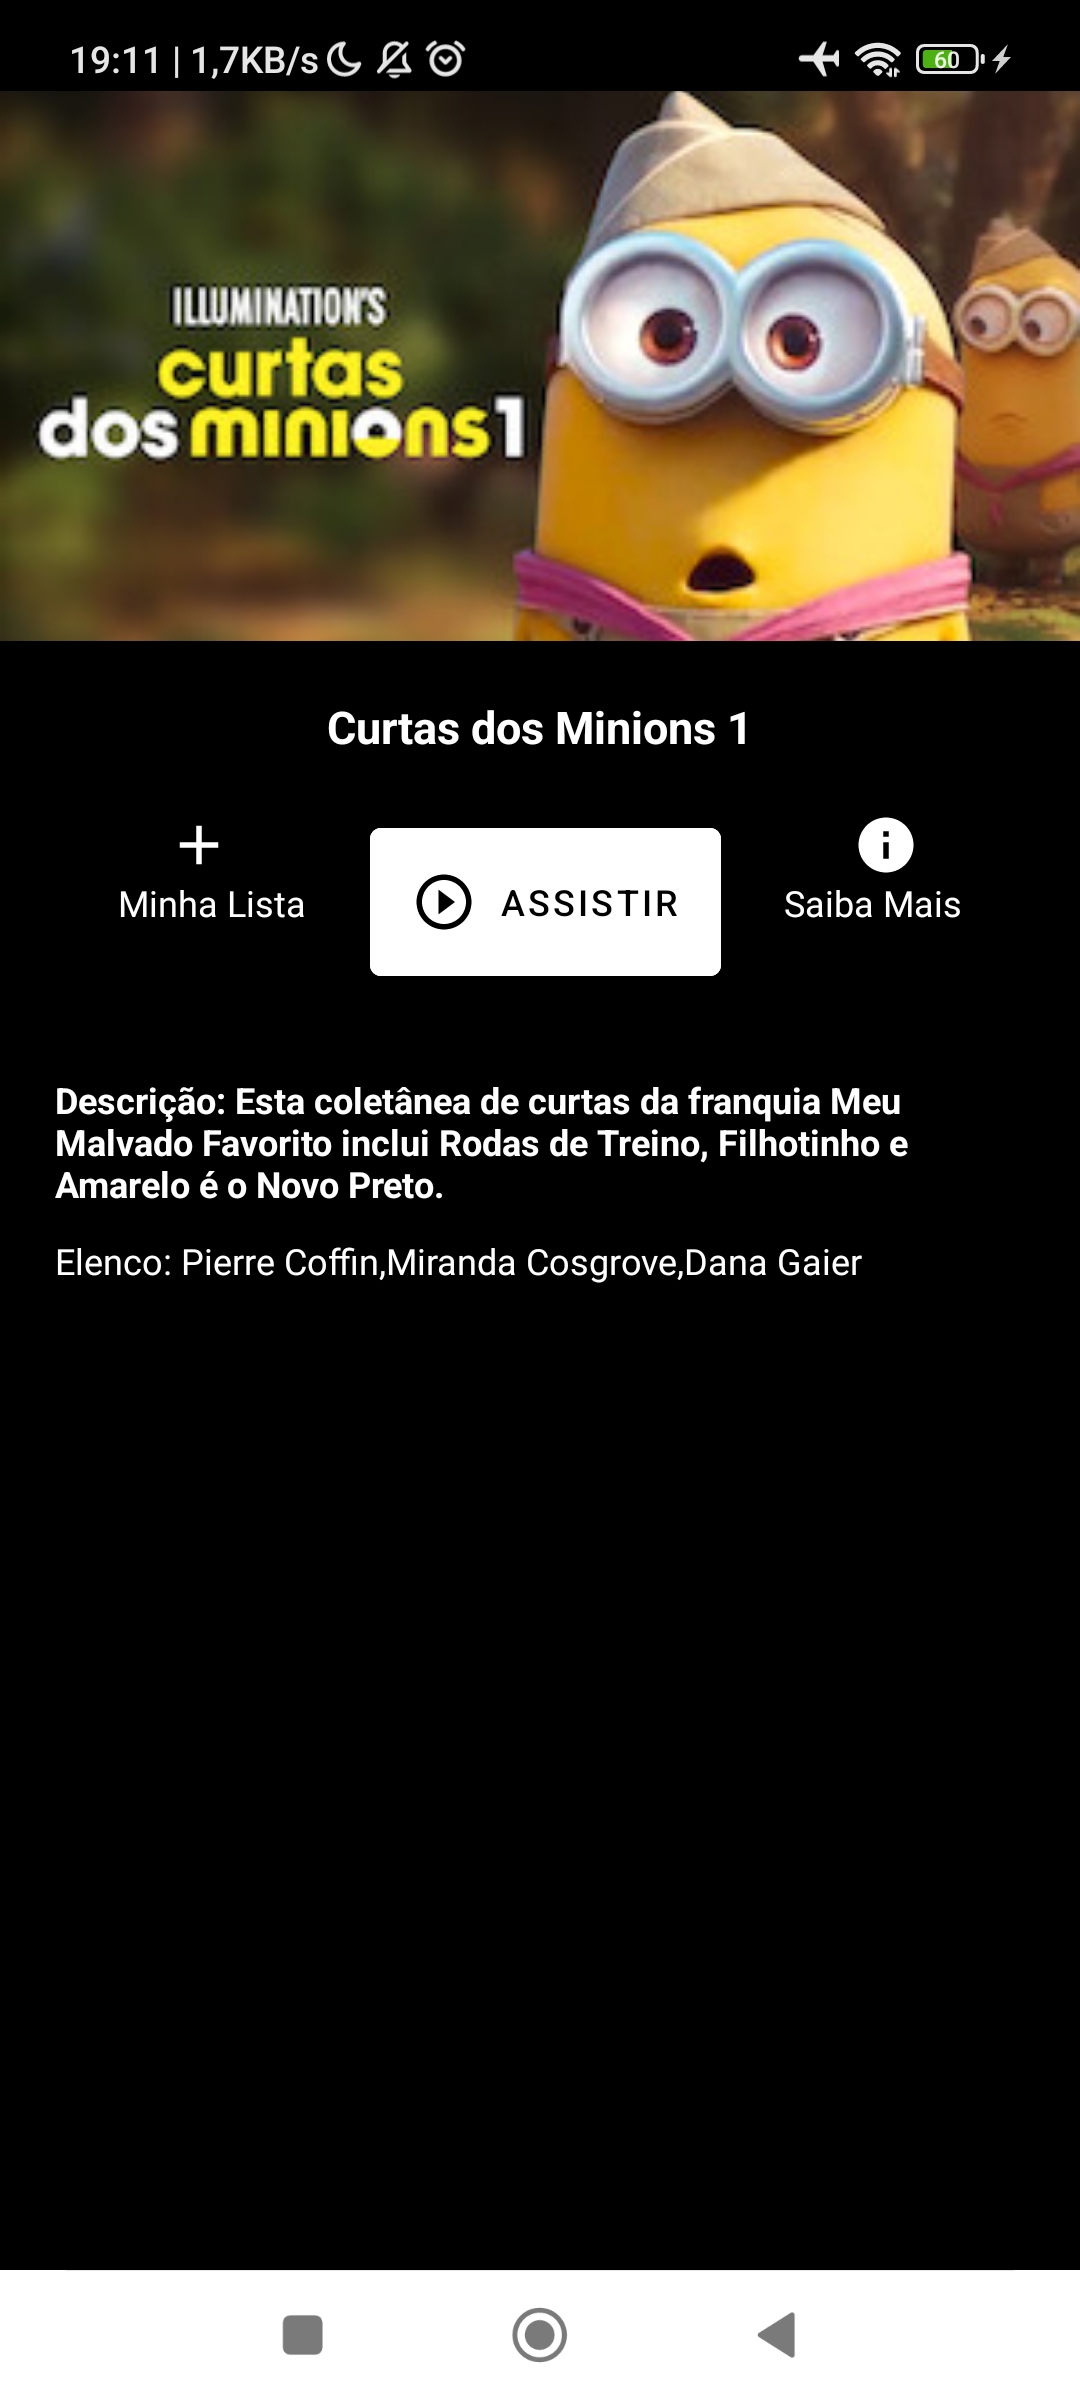 19:11 | 1,7KB/s
60
ILLUMINATION'S
curtas
dos minions 1
Curtas dos Minions 1
Minha Lista
ASSISTIR
Saiba Mais
Descrição: Esta coletânea de curtas da franquia Meu
Malvado Favorito inclui Rodas de Treino, Filhotinho e
Amarelo é o Novo Preto.
Elenco: Pierre Coffin,Miranda Cosgrove,Dana Gaier